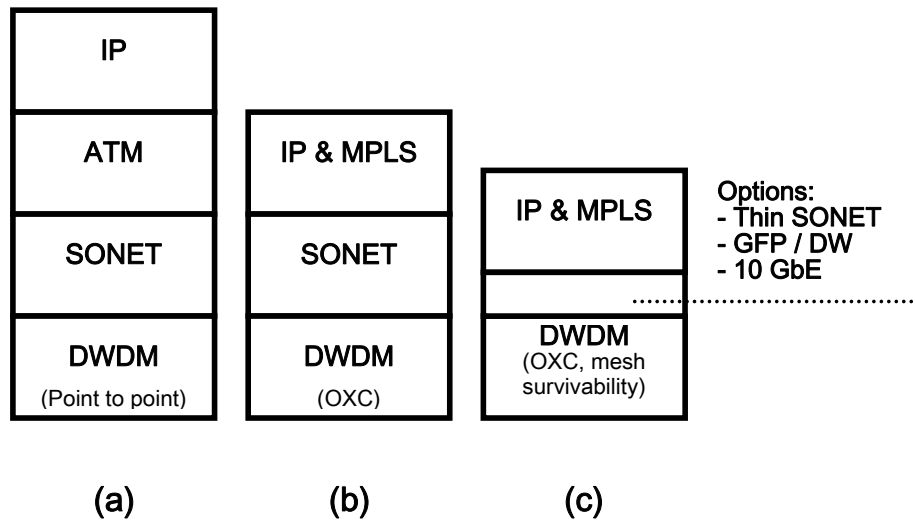 IP
ATM
SONET
DWDM
(Point to point)
(a)
IP & MPLS
SONET
DWDM
(OXC)
(b)
IP & MPLS
DWDM
(OXC, mesh
survivability)
(c)
Options:
- Thin SONET
- GFP / DW
- 10 GbE